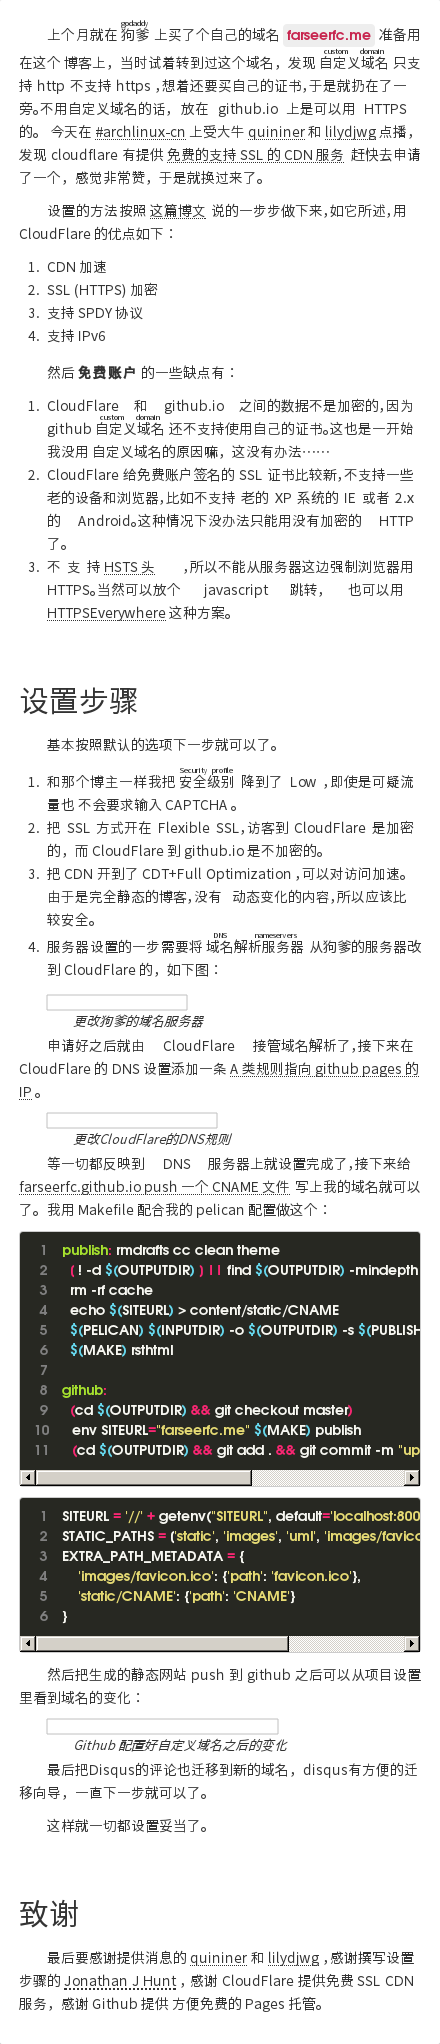 godaddy
上个月就在 狗爹 上买了个自己的域名 farseerfc.me 准备用
custom domain
在这个 博客上，当时试着转到过这个域名，发现 自定义域名 只支
持 http 不支持 https ,想着还要买自己的证书,于是就扔在了一
旁。不用自定义域名的话，放在 github.io 上是可以用 HTTPS
的。 今天在 #archlinux-cn 上受大牛 quininer 和 lilydjwg 点播，
发现 cloudflare 有提供 免费的支持 SSL 的 CDN 服务 赶快去申请
了一个，感觉非常赞，于是就换过来了。
设置的方法按照 这篇博文 说的一步步做下来,如它所述,用
CloudFlare 的优点如下：
1. CDN 加速
2. SSL (HTTPS) 加密
3. 支持 SPDY 协议
4. 支持 IPv6
然后 免费账户 的一些缺点有：
1. CloudFlare 和 github.io 之间的数据不是加密的,因为
custom domain
github 自定义域名 还不支持使用自己的证书。这也是一开始
我没用 自定义域名的原因嘛，这没有办法……
2. CloudFlare 给免费账户签名的 SSL 证书比较新,不支持一些
老的设备和浏览器,比如不支持 老的 XP 系统的 IE 或者 2.x
的 Android。这种情况下没办法只能用没有加密的 HTTP
了。
3. 不支持 HSTS 头 ,所以不能从服务器这边强制浏览器用
HTTPS。当然可以放个 javascript 跳转， 也可以用
HTTPSEverywhere 这种方案。
设置步骤
基本按照默认的选项下一步就可以了。
Security profile
1. 和那个博主一样我把 安全级别 降到了 Low ,即使是可疑流
量也 不会要求输入 CAPTCHA 。
2. 把 SSL 方式开在 Flexible SSL,访客到 CloudFlare 是加密
的，而 CloudFlare 到 github.io 是不加密的。
3. 把 CDN 开到了 CDT+Full Optimization ,可以对访问加速。
由于是完全静态的博客,没有 动态变化的内容,所以应该比
较安全。
DNS nameservers
4. 服务器设置的一步需要将 域名解析服务器 从狗爹的服务器改
到 CloudFlare 的，如下图：
更改狗爹的域名服务器
申请好之后就由 CloudFlare 接管域名解析了,接下来在
CloudFlare 的 DNS 设置添加一条 A 类规则指向 github pages 的
IP 。
更改CloudFlare的DNS规则
等一切都反映到 DNS 服务器上就设置完成了,接下来给
farseerfc.github.io push 一个 CNAME 文件 写上我的域名就可以
了。我用 Makefile 配合我的 pelican 配置做这个：
1 publish: rmdrafts cc clean theme
2 ( ! -d $(OUTPUTDIR) ) || find $(OUTPUTDIR) -mindepth
3 rm -rf cache
4 echo $(SITEURL) > content/static/CNAME
5 $(PELICAN) $(INPUTDIR) -o $(OUTPUTDIR) -s $(PUBLISH
6 $(MAKE) rsthtml
7
8 github:
9 (cd $(OUTPUTDIR) && git checkout master)
10 env SITEURL="farseerfc.me" $(MAKE) publish
11 (cd $(OUTPUTDIR) && git add . && git commit -m "up
1 SITEURL = '//' + getenv("SITEURL", default='localhost:800
2 STATIC_PATHS = ('static', 'images', 'uml', 'images/favico
3 EXTRA_PATH_METADATA = {
4 'images/favicon.ico': {'path': 'favicon.ico'},
5 'static/CNAME': {'path': 'CNAME'}
6 }
然后把生成的静态网站 push 到 github 之后可以从项目设置
里看到域名的变化：
Github 配置好自定义域名之后的变化
最后把Disqus的评论也迁移到新的域名，disqus有方便的迁
移向导，一直下一步就可以了。
这样就一切都设置妥当了。
致谢
最后要感谢提供消息的 quininer 和 lilydjwg ,感谢撰写设置
步骤的 Jonathan J Hunt ，感谢 CloudFlare 提供免费 SSL CDN
服务，感谢 Github 提供 方便免费的 Pages 托管。